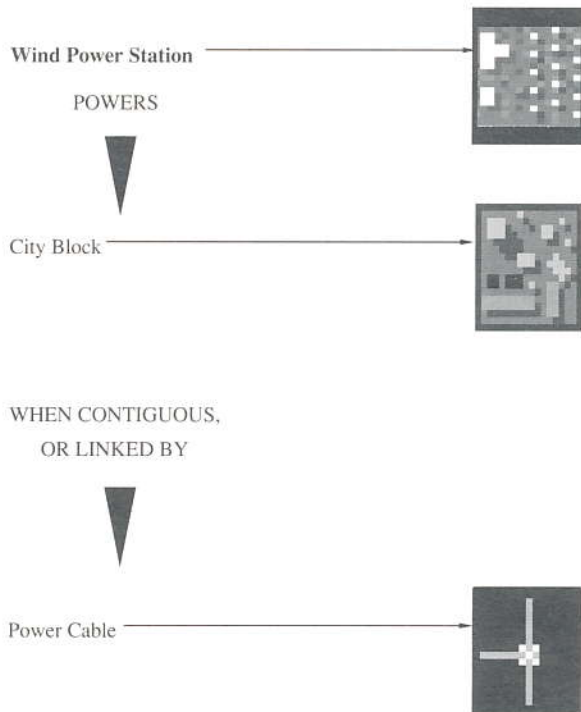 Wind Power Station
POWERS
City Block
WHEN CONTIGUOUS,
OR LINKED BY
Power Cable